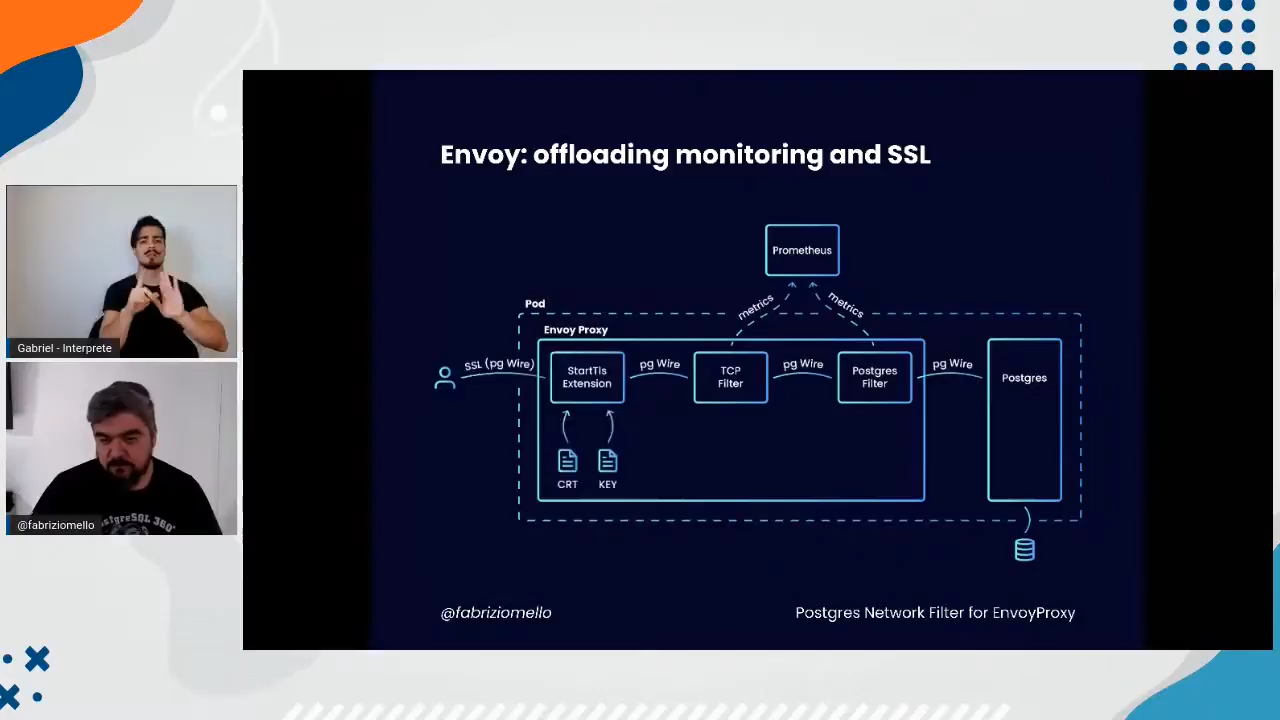 Envoy: offloading monitoring and SSL
Prometheus
metrics
metrics
Pod
Envoy Proxy
SSL (pg Wire)
StartTls
Extension
pg Wire
TCP
Filter
pg Wire
Postgres
Filter
pg Wire
Postgres
CRT
KEY
@fabriziomello
Postgres Network Filter for EnvoyProxy
Gabriel - Interprete
@fabriziomello
stgreSQL 360°